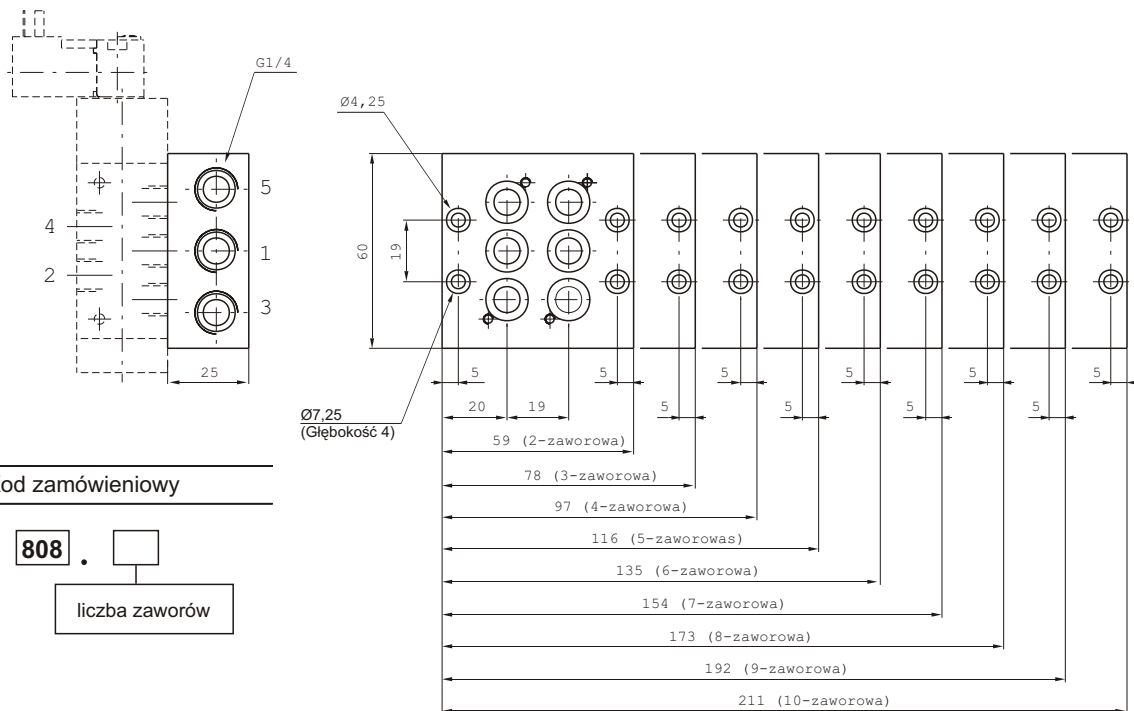 G1/4
Ø4,25
5
4
1
2
3
60
19
25
5
5
5
5
5
5
5
5
5
5
20
19
Ø7,25
(Głębokość 4)
59 (2-zaworowa)
78 (3-zaworowa)
97 (4-zaworowa)
116 (5-zaworowas)
135 (6-zaworowa)
154 (7-zaworowa)
173 (8-zaworowa)
192 (9-zaworowa)
211 (10-zaworowa)
od zamówieniowy
808 .
liczba zaworów